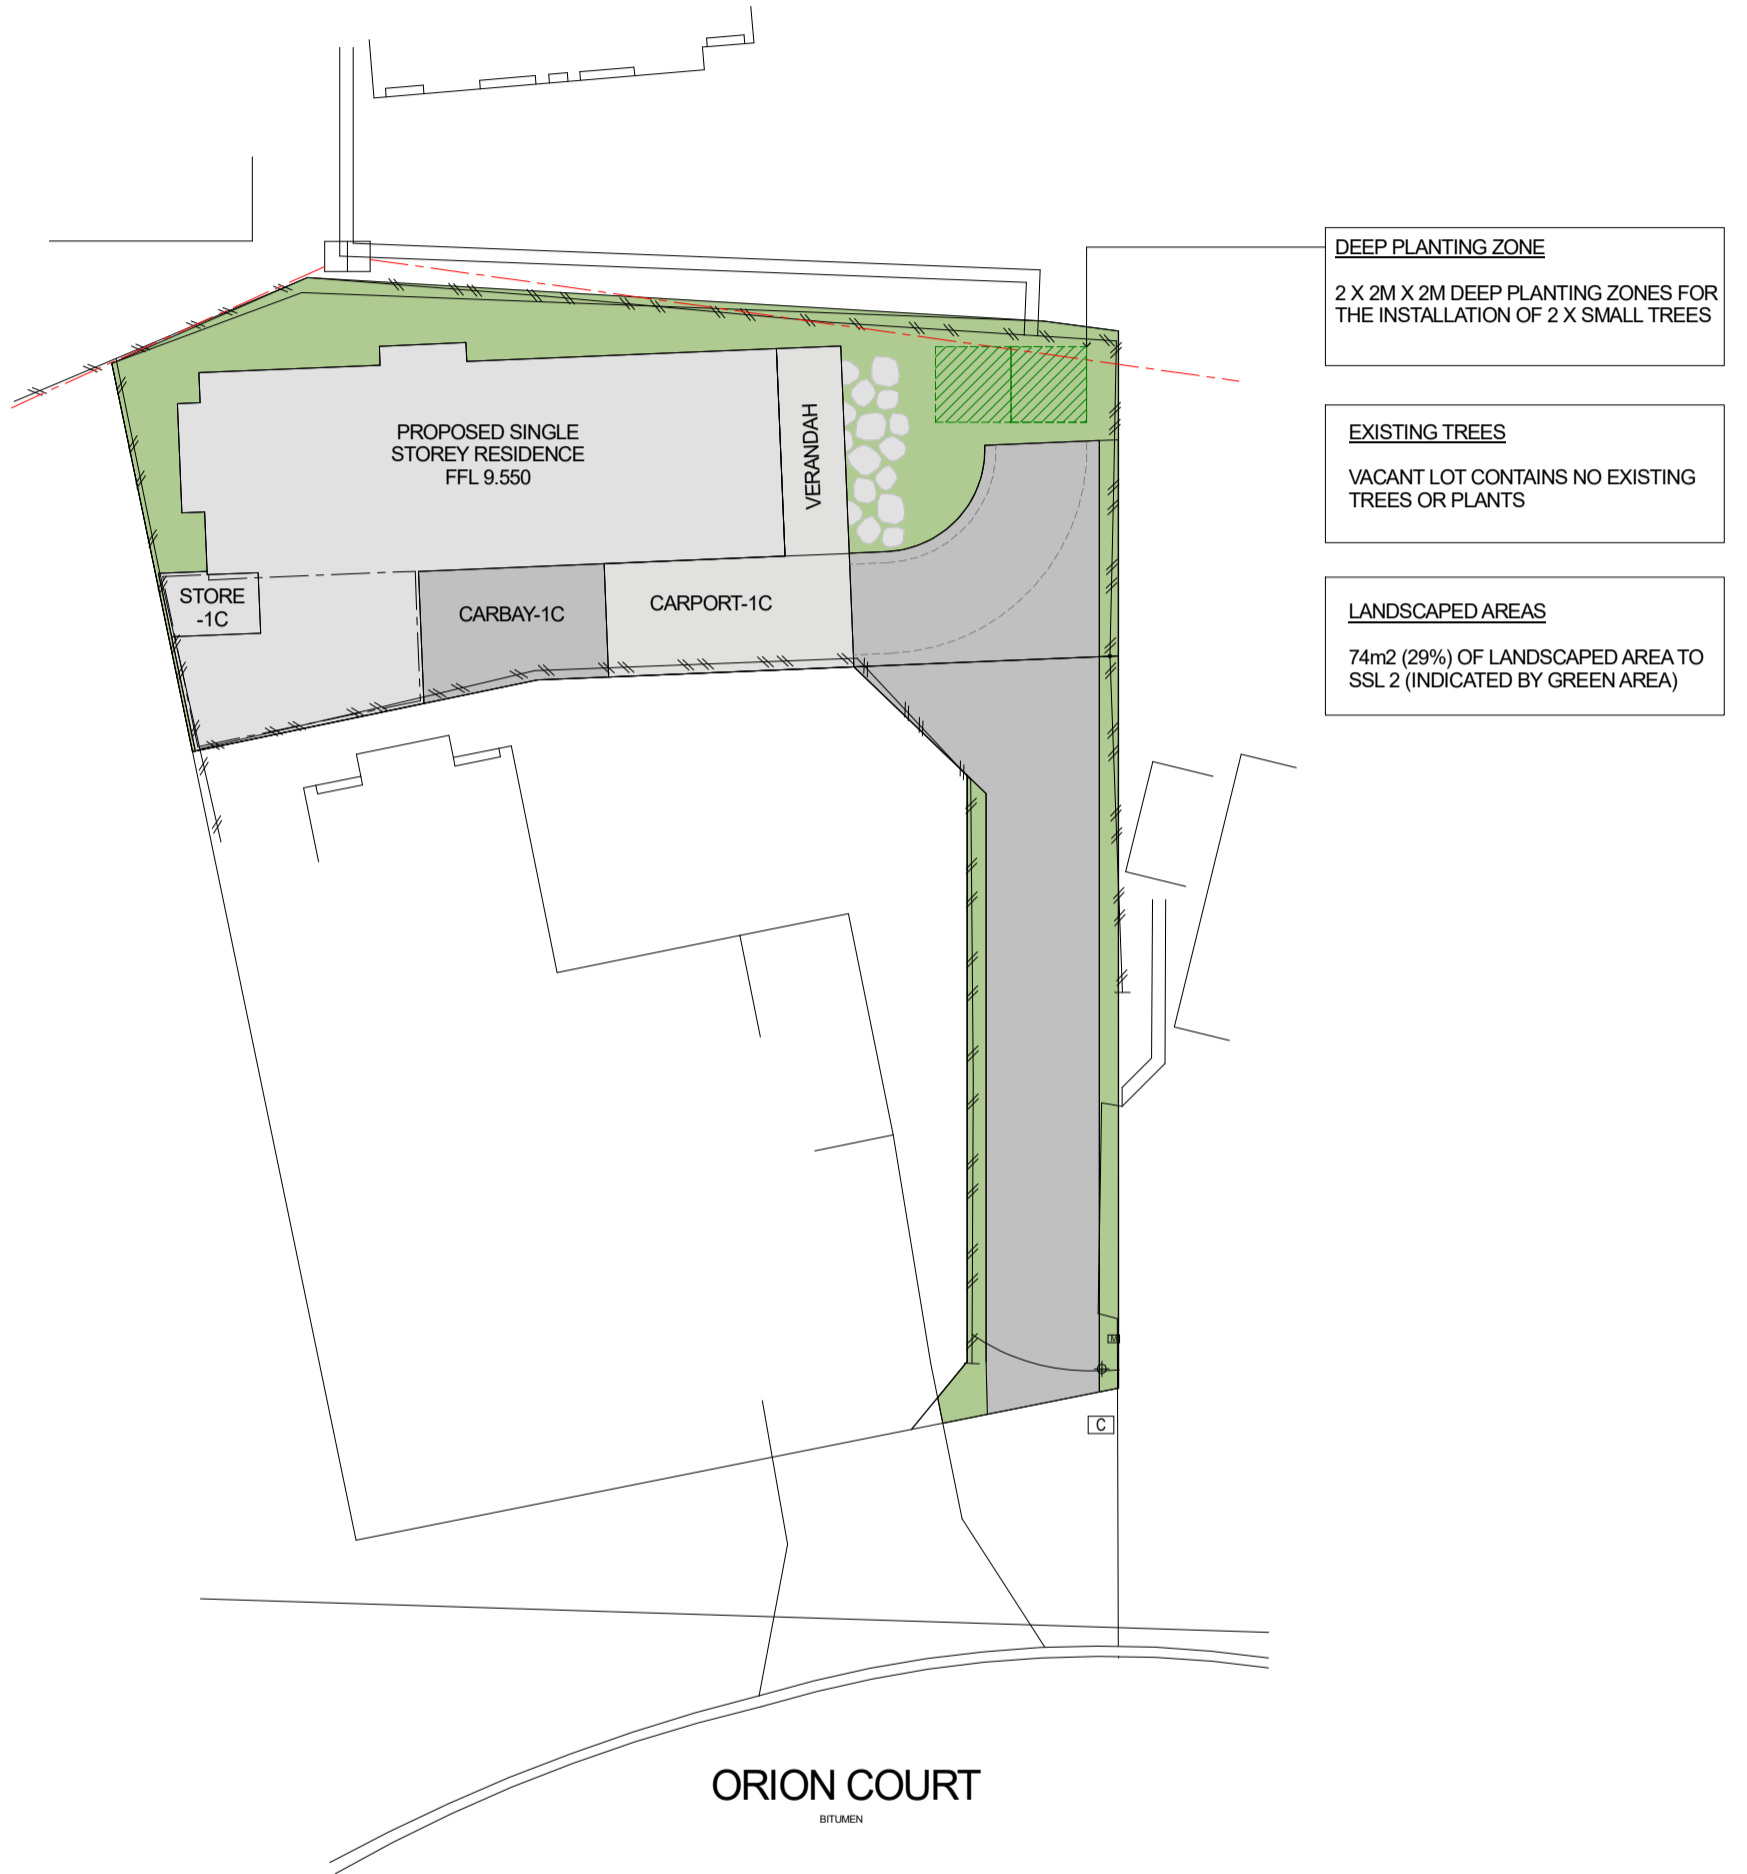 DEEP PLANTING ZONE
2 X 2M X 2M DEEP PLANTING ZONES FOR
THE INSTALLATION OF 2 X SMALL TREES
EXISTING TREES
VACANT LOT CONTAINS NO EXISTING
TREES OR PLANTS
LANDSCAPED AREAS
74m2 (29%) OF LANDSCAPED AREA TO
SSL 2 (INDICATED BY GREEN AREA)
PROPOSED SINGLE
STOREY RESIDENCE
FFL 9.550
VERANDAH
STORE
-1C
CARBAY-1C
CARPORT-1C
M
C
ORION COURT
BITUMEN